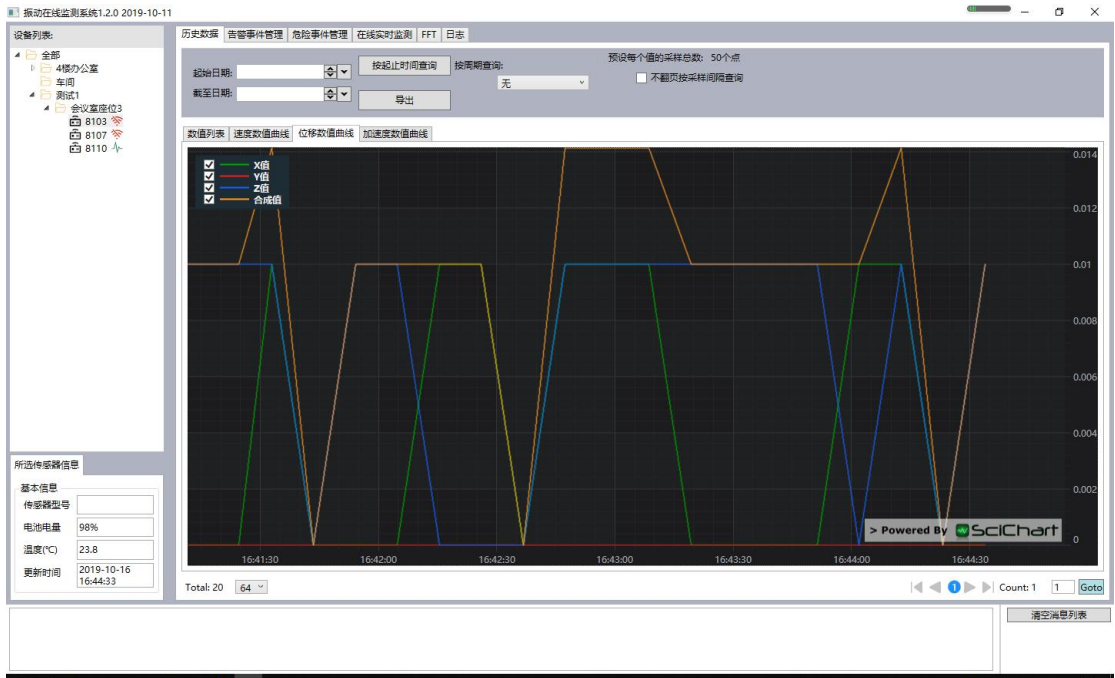 振动在线监测系统1.2.0 2019-10-11
设备列表:
全部
4楼办公室
车间
测试1
会议室座位3
8103
8107
8110
所选传感器信息
基本信息
传感器型号
电池电量 98%
温度(℃) 23.8
更新时间 2019-10-16
16:44:33
历史数据 告警事件管理 危险事件管理 在线实时监测 FFT 日志
起始日期:
截至日期:
按起止时间查询
导出
按周期查询:
无
预设每个值的采样总数: 50个点
不翻页按采样间隔查询
数值列表 速度数值曲线 位移数值曲线 加速度数值曲线
X值
Y值
Z值
合成值
0.014
0.012
0.01
0.008
0.006
0.004
0.002
0
> Powered By SciChart
16:41:30 16:42:00 16:42:30 16:43:00 16:43:30 16:44:00 16:44:30
Total: 20 64 1 Count: 1 1 Goto
清空消息列表